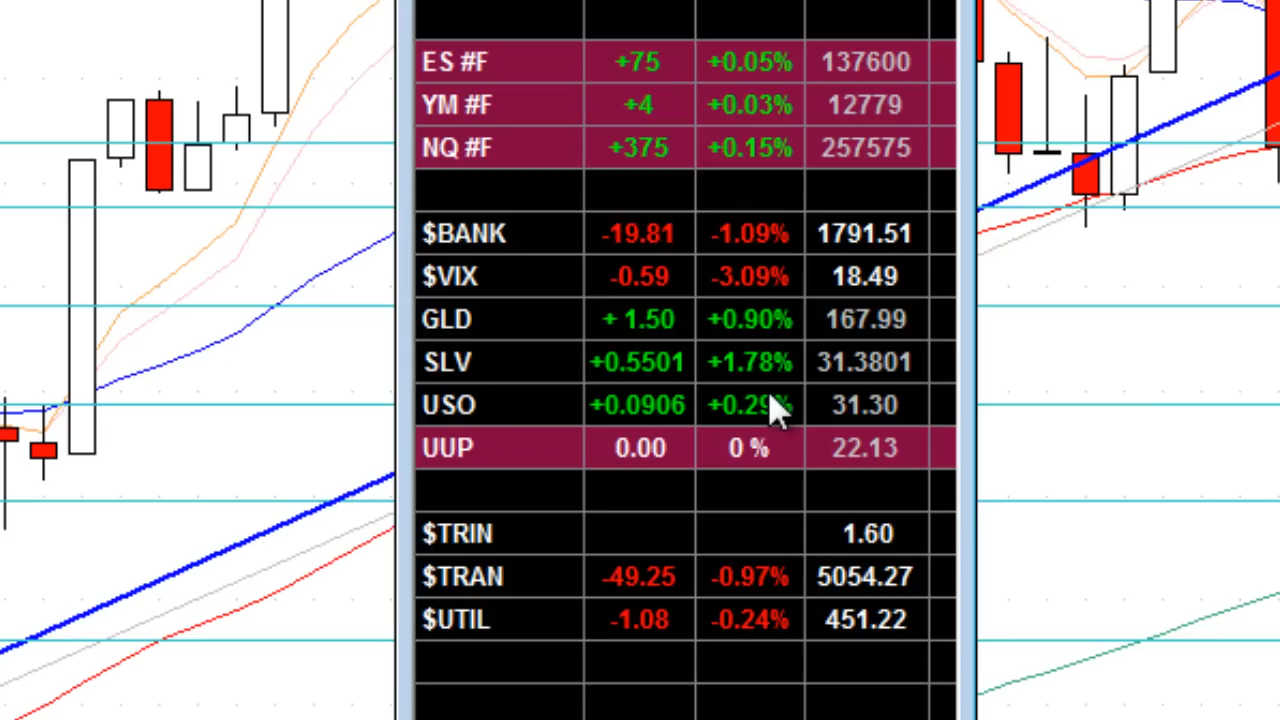 ES #F +75 +0.05% 137600
YM #F +4 +0.03% 12779
NQ #F +375 +0.15% 257575
$BANK -19.81 -1.09% 1791.51
$VIX -0.59 -3.09% 18.49
GLD + 1.50 +0.90% 167.99
SLV +0.5501 +1.78% 31.3801
USO +0.0906 +0.29% 31.30
UUP 0.00 0 % 22.13
$TRIN 1.60
$TRAN -49.25 -0.97% 5054.27
$UTIL -1.08 -0.24% 451.22